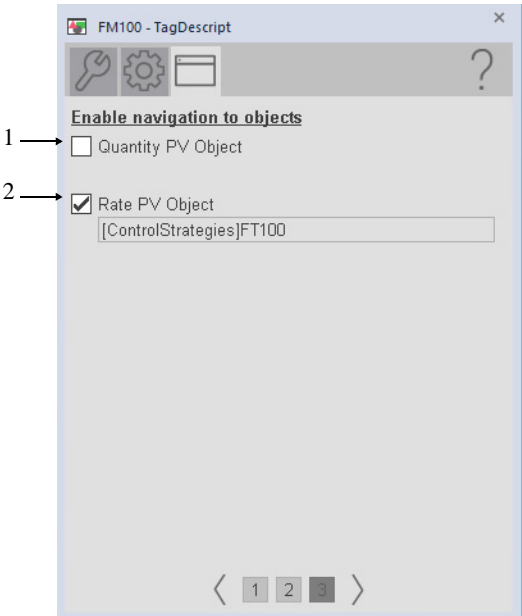 FM100 - TagDescript
Enable navigation to objects
1
Quantity PV Object
2
Rate PV Object
[ControlStrategies]FT100
1 2 3